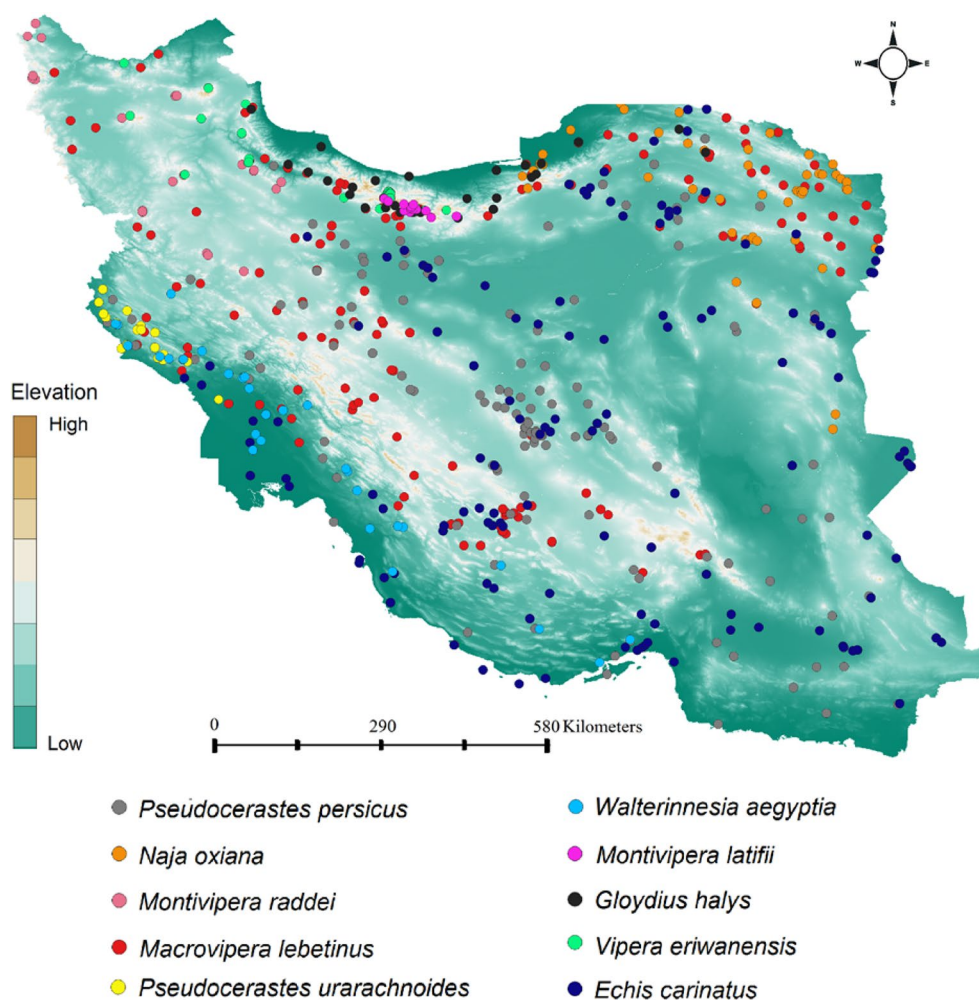 N
W E
S
Elevation
High
Low
0 290 580 Kilometers
Pseudocerastes persicus
Naja oxiana
Montivipera raddei
Macrovipera lebetinus
Pseudocerastes urarachnoides
Walterinnesia aegyptia
Montivipera latifii
Gloydius halys
Vipera eriwanensis
Echis carinatus